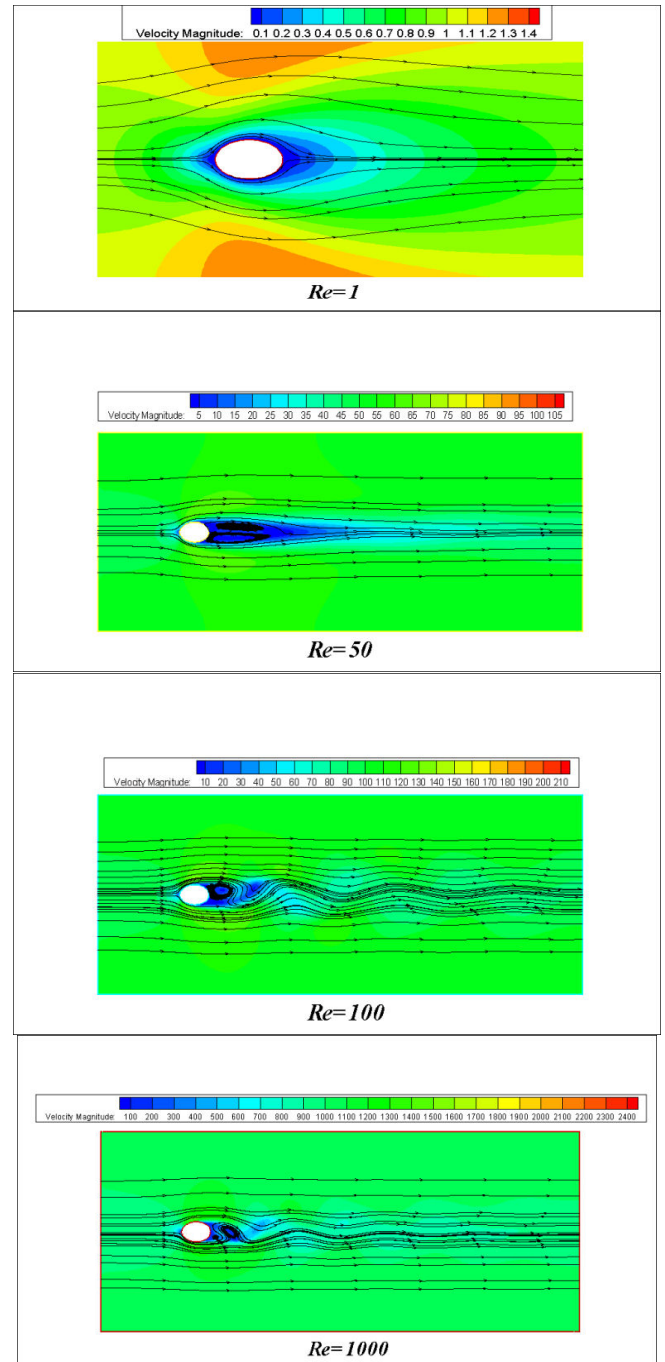 Velocity Magnitude: 0.1 0.2 0.3 0.4 0.5 0.6 0.7 0.8 0.9 1 1.1 1.2 1.3 1.4
Re=1
Velocity Magnitude: 5 10 15 20 25 30 35 40 45 50 55 60 65 70 75 80 85 90 95 100 105
Re=50
Velocity Magnitude: 10 20 30 40 50 60 70 80 90 100 110 120 130 140 150 160 170 180 190 200 210
Re=100
Velocity Magnitude: 100 200 300 400 500 600 700 800 900 1000 1100 1200 1300 1400 1500 1600 1700 1800 1900 2000 2100 2200 2300 2400
Re=1000